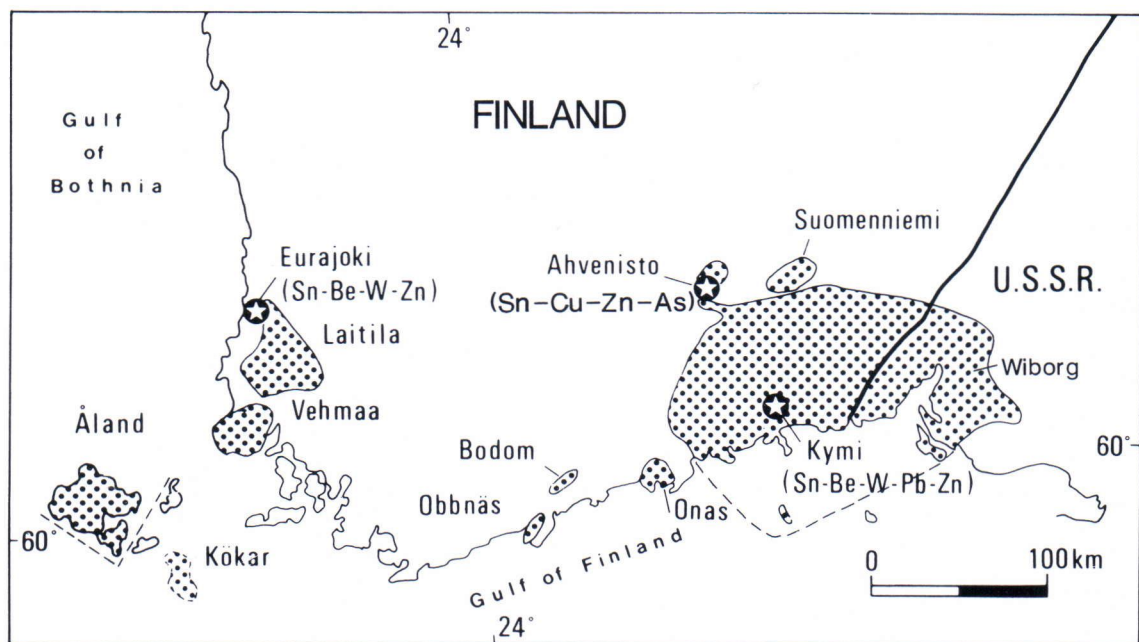 24°
Gulf
of
Bothnia
FINLAND
Suomenniemi
Eurajoki
(Sn-Be-W-Zn)
Ahvenisto
(Sn-Cu-Zn-As)
U.S.S.R.
Laitila
Wiborg
Vehmaa
Åland
Bodom
Kymi
(Sn-Be-W-Pb-Zn)
60°
Obbnäs
Onas
60°
Kökar
Gulf of Finland
0
100km
24°